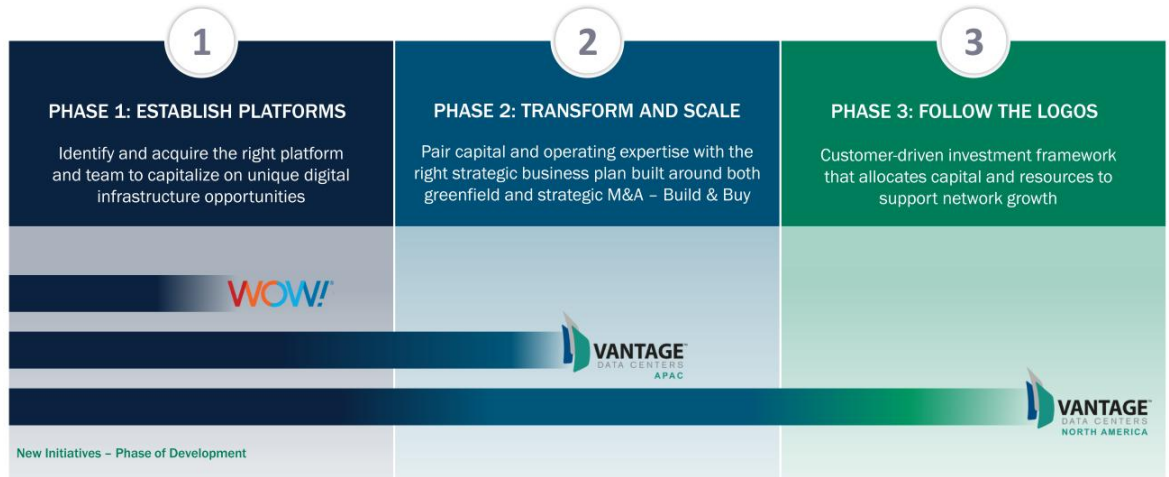 1
PHASE 1: ESTABLISH PLATFORMS
Identify and acquire the right platform
and team to capitalize on unique digital
infrastructure opportunities
2
PHASE 2: TRANSFORM AND SCALE
Pair capital and operating expertise with the
right strategic business plan built around both
greenfield and strategic M&A – Build & Buy
3
PHASE 3: FOLLOW THE LOGOS
Customer-driven investment framework
that allocates capital and resources to
support network growth
WOW!®
VANTAGE™
DATA CENTERS
APAC
VANTAGE™
DATA CENTERS
NORTH AMERICA
New Initiatives – Phase of Development